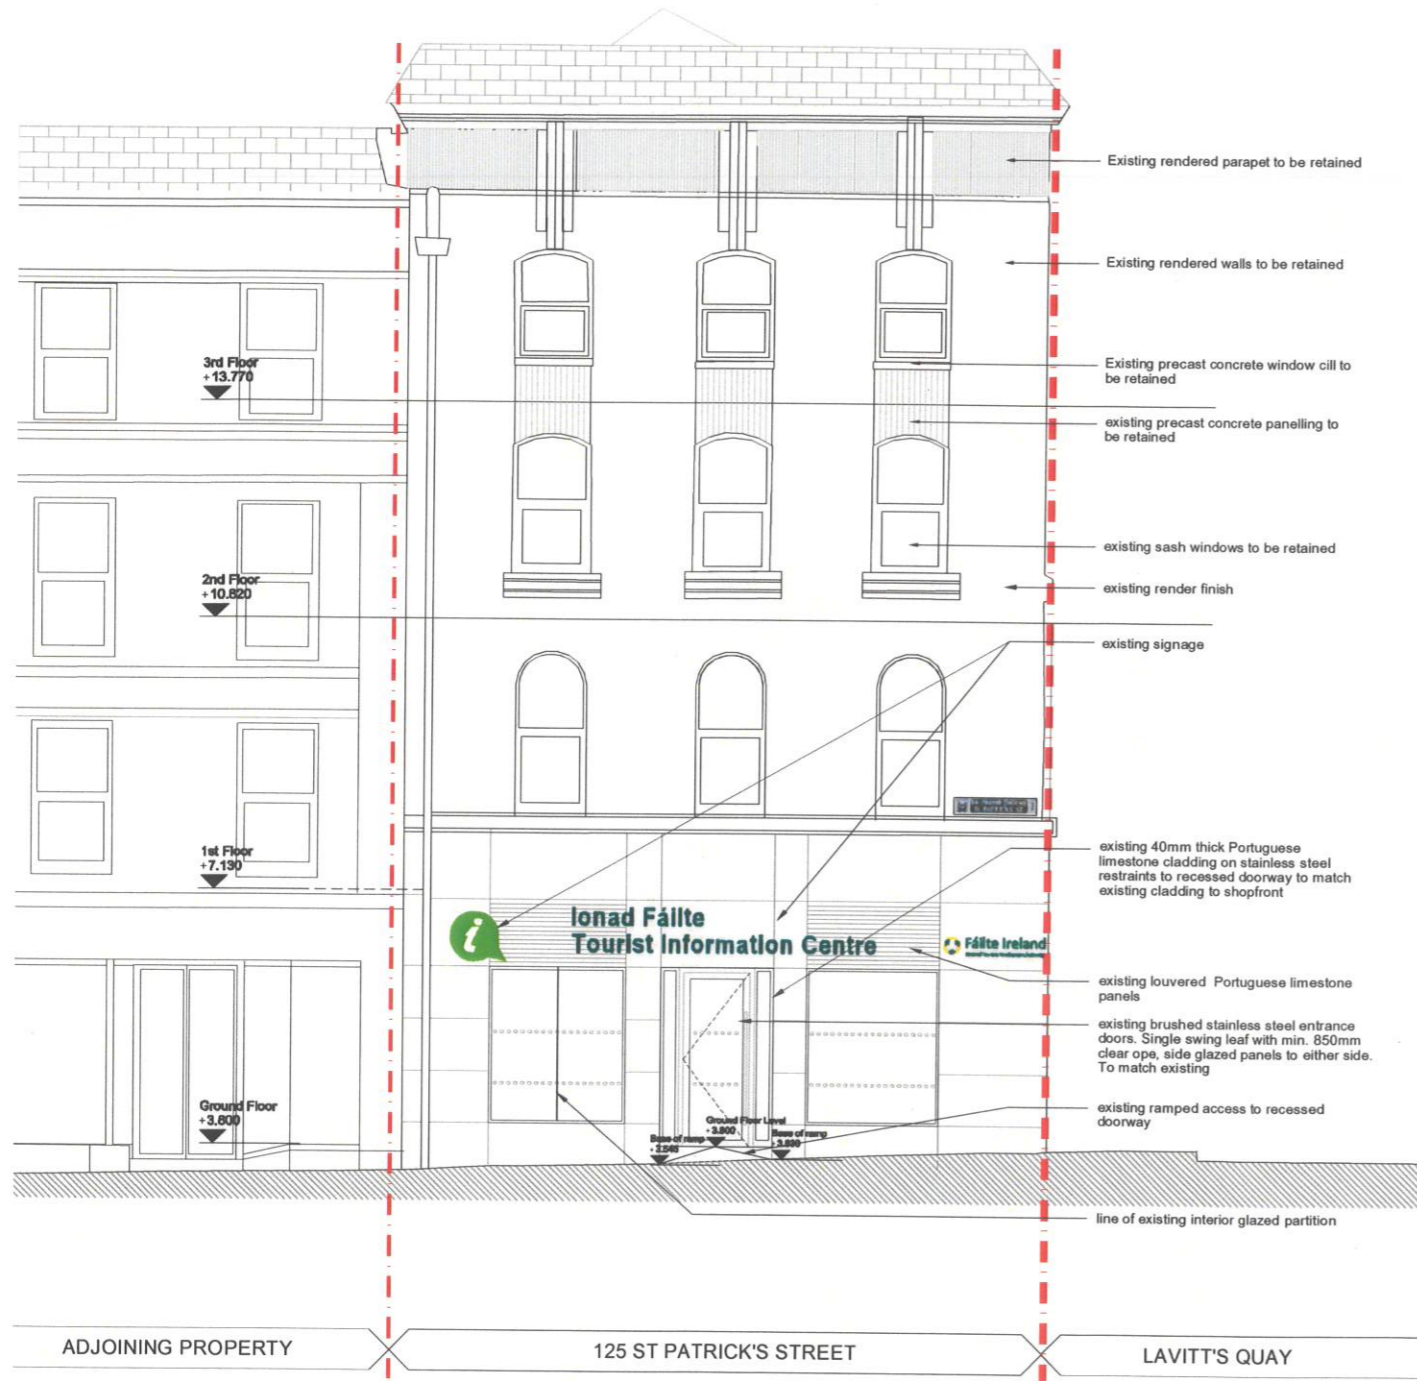 Existing rendered parapet to be retained
Existing rendered walls to be retained
3rd Floor
+13.770
Existing precast concrete window cill to
be retained
existing precast concrete panelling to
be retained
existing sash windows to be retained
2nd Floor
+10.820
existing render finish
existing signage
1st Floor
+7.130
existing 40mm thick Portuguese
limestone cladding on stainless steel
restraints to recessed doorway to match
existing cladding to shopfront
i
Ionad Fáilte
Tourist Information Centre
Fáilte Ireland
existing louvered Portuguese limestone
panels
existing brushed stainless steel entrance
doors. Single swing leaf with min. 850mm
clear ope, side glazed panels to either side.
To match existing
Ground Floor
+3.600
existing ramped access to recessed
doorway
Ground Floor Level
Base of ramp
Base of ramp
line of existing interior glazed partition
ADJOINING PROPERTY
125 ST PATRICK'S STREET
LAVITT'S QUAY